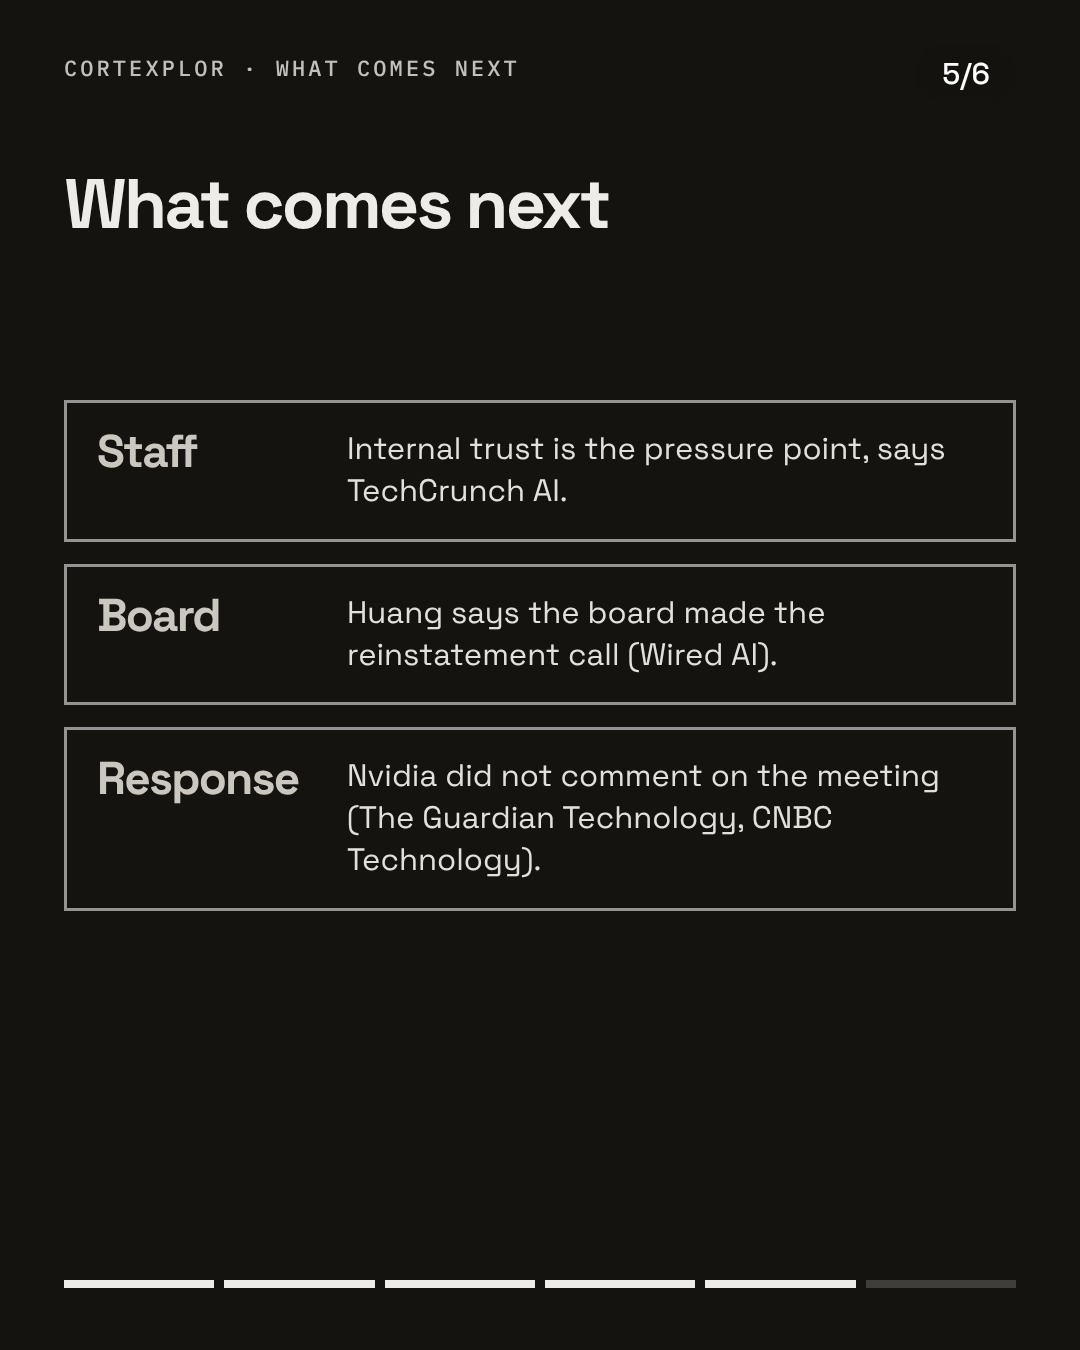 CORTEXPLOR · WHAT COMES NEXT
5/6
What comes next
Staff
Internal trust is the pressure point, says
TechCrunch AI.
Board
Huang says the board made the
reinstatement call (Wired AI).
Response
Nvidia did not comment on the meeting
(The Guardian Technology, CNBC
Technology).